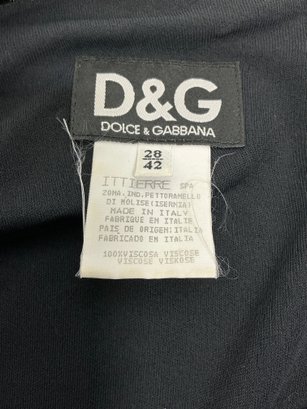 D&G
DOLCE & GABBANA
28
42
ITTIERRE SPA
ZONA.IND.PETTORANELLO
DI MOLISE(ISERNIA)
MADE IN ITALY
FABRIQUE EN ITALIE
PAIS DE ORIGEN:ITALIA
FABRICADO EN ITALIA
100%VISCOSA VISCOSE
VISCOSE VISKOSE